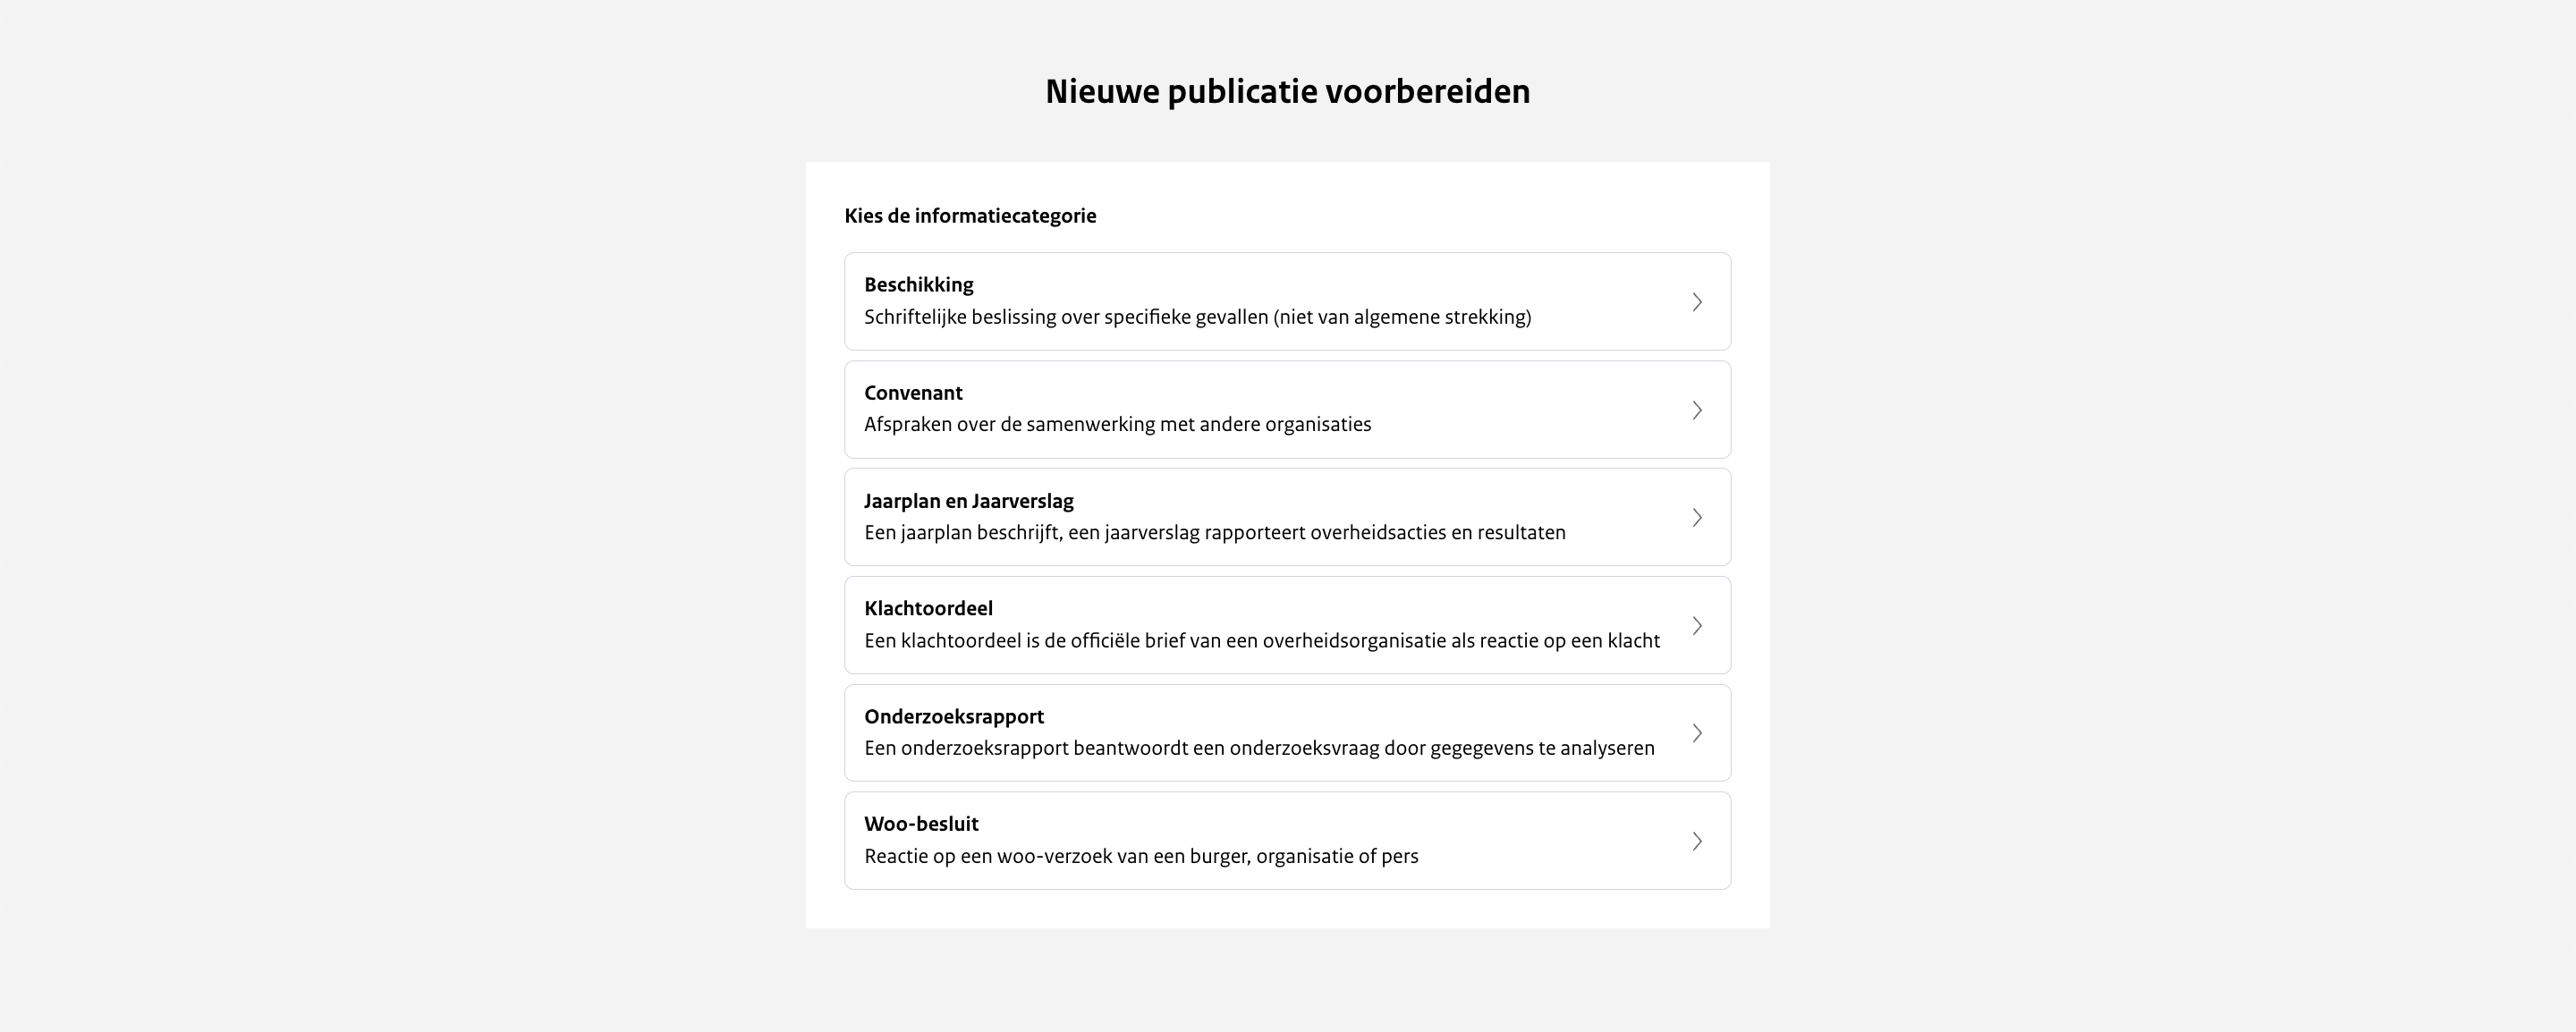 Nieuwe publicatie voorbereiden
Kies de informatiecategorie
Beschikking
Schriftelijke beslissing over specifieke gevallen (niet van algemene strekking)
Convenant
Afspraken over de samenwerking met andere organisaties
Jaarplan en Jaarverslag
Een jaarplan beschrijft, een jaarverslag rapporteert overheidsacties en resultaten
Klachtoordeel
Een klachtoordeel is de officiële brief van een overheidsorganisatie als reactie op een klacht
Onderzoeksrapport
Een onderzoeksrapport beantwoordt een onderzoeksvraag door gegegevens te analyseren
Woo-besluit
Reactie op een woo-verzoek van een burger, organisatie of pers